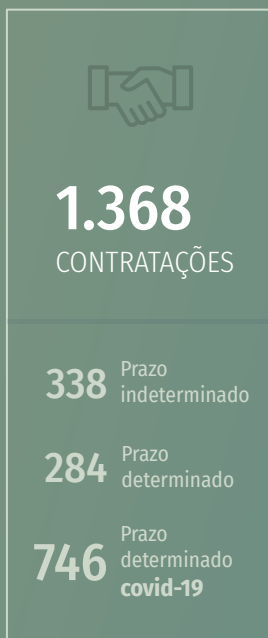 1.368
CONTRATAÇÕES
338 Prazo
indeterminado
284 Prazo
determinado
746 Prazo
determinado
covid-19